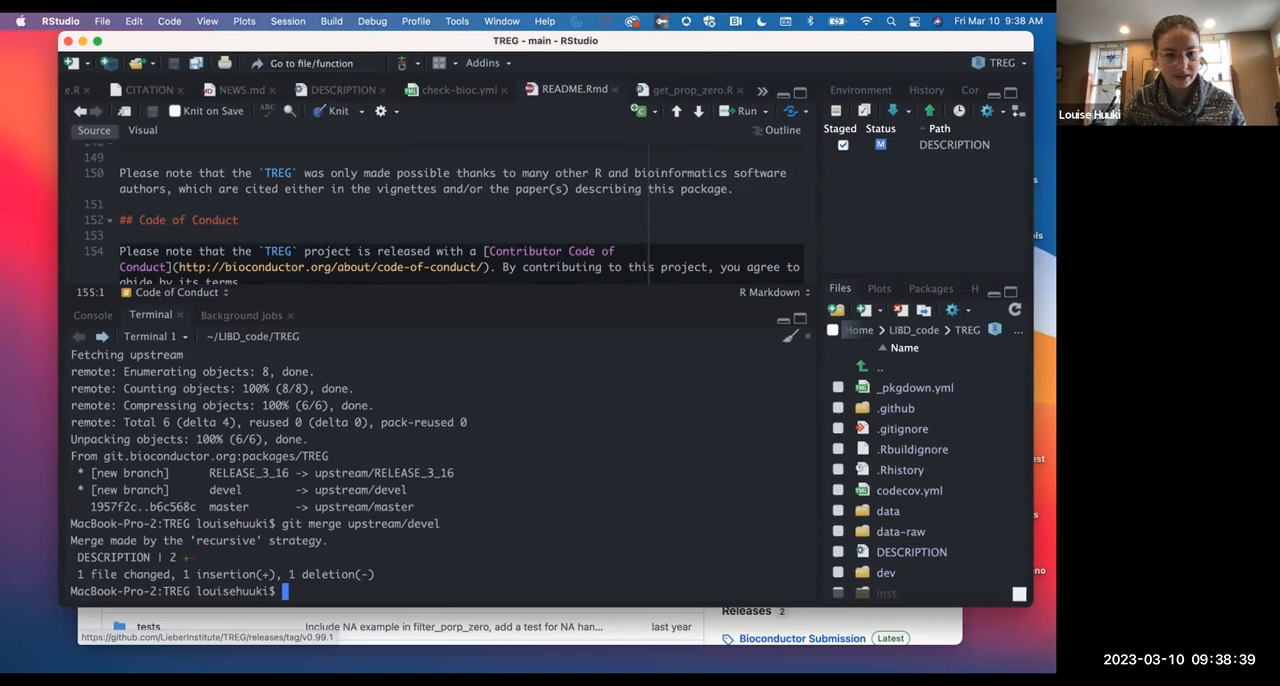 RStudio File Edit Code View Plots Session Build Debug Profile Tools Window Help Fri Mar 10 9:38 AM
TREG - main - RStudio
Go to file/function Addins TREG
e.R CITATION NEWS.md DESCRIPTION check-bioc.yml README.Rmd get_prop_zero.R
Environment History Cor
Knit on Save ABC Knit Run
Source Visual Outline
Staged Status Path
M DESCRIPTION
149
150 Please note that the `TREG` was only made possible thanks to many other R and bioinformatics software
authors, which are cited either in the vignettes and/or the paper(s) describing this package.
151
152 ## Code of Conduct
153
154 Please note that the `TREG` project is released with a [Contributor Code of
Conduct](http://bioconductor.org/about/code-of-conduct/). By contributing to this project, you agree to
abide by its terms.
155:1 # Code of Conduct R Markdown
Console Terminal Background Jobs
Terminal 1 ~/LIBD_code/TREG
Fetching upstream
remote: Enumerating objects: 8, done.
remote: Counting objects: 100% (8/8), done.
remote: Compressing objects: 100% (6/6), done.
remote: Total 6 (delta 4), reused 0 (delta 0), pack-reused 0
Unpacking objects: 100% (6/6), done.
From git.bioconductor.org:packages/TREG
* [new branch] RELEASE_3_16 -> upstream/RELEASE_3_16
* [new branch] devel -> upstream/devel
1957f2c..b6c568c master -> upstream/master
MacBook-Pro-2:TREG louisehuuki$ git merge upstream/devel
Merge made by the 'recursive' strategy.
DESCRIPTION | 2 +-
1 file changed, 1 insertion(+), 1 deletion(-)
MacBook-Pro-2:TREG louisehuuki$
Files Plots Packages H
Home LIBD_code TREG ...
Name
..
_pkgdown.yml
.github
.gitignore
.Rbuildignore
.Rhistory
codecov.yml
data
data-raw
DESCRIPTION
dev
inst
tests Include NA example in filter_porp_zero, add a test for NA han... last year
https://github.com/LieberInstitute/TREG/releases/tag/v0.99.1
Releases 2
Bioconductor Submission Latest
Louise Huuki
2023-03-10 09:38:39